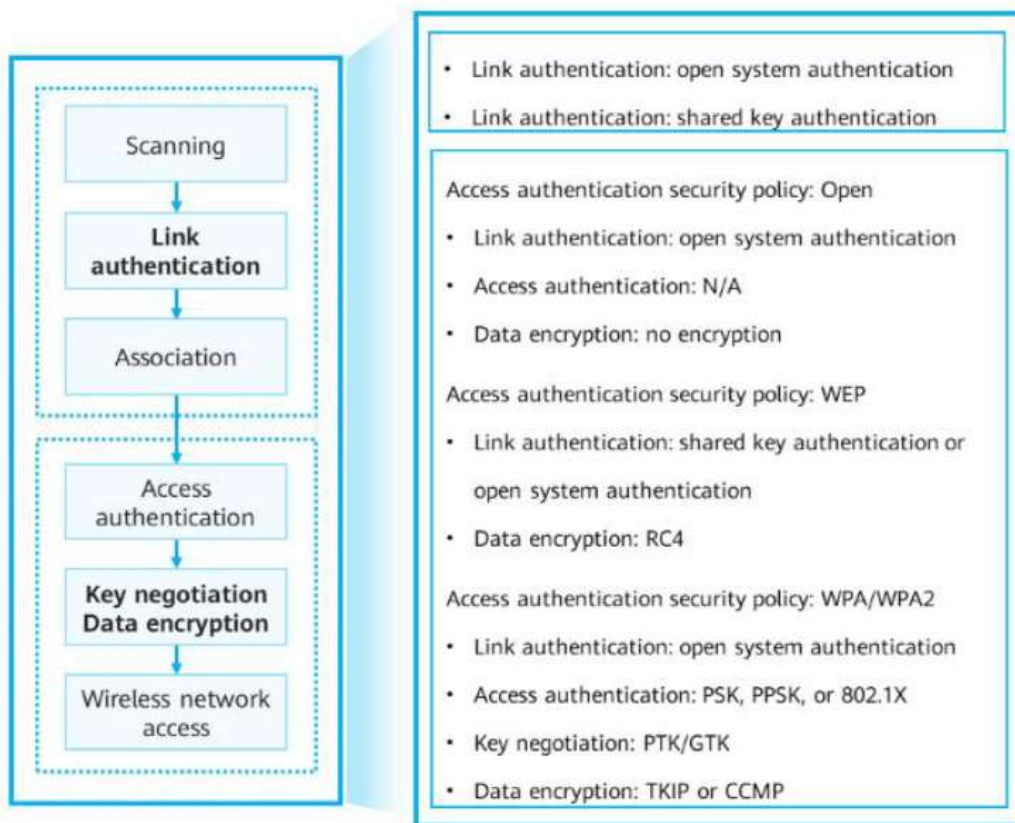 Scanning
Link
authentication
Association
Access
authentication
Key negotiation
Data encryption
Wireless network
access
• Link authentication: open system authentication
• Link authentication: shared key authentication
Access authentication security policy: Open
• Link authentication: open system authentication
• Access authentication: N/A
• Data encryption: no encryption
Access authentication security policy: WEP
• Link authentication: shared key authentication or
open system authentication
• Data encryption: RC4
Access authentication security policy: WPA/WPA2
• Link authentication: open system authentication
• Access authentication: PSK, PPSK, or 802.1X
• Key negotiation: PTK/GTK
• Data encryption: TKIP or CCMP